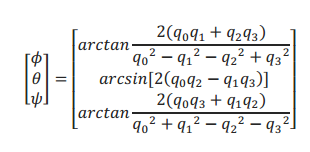 [ϕ θ ψ] = [arctan 2(q₀q₁ + q₂q₃) / (q₀² − q₁² − q₂² + q₃²)
arcsin[2(q₀q₂ − q₁q₃)]
arctan 2(q₀q₃ + q₁q₂) / (q₀² + q₁² − q₂² − q₃²)]